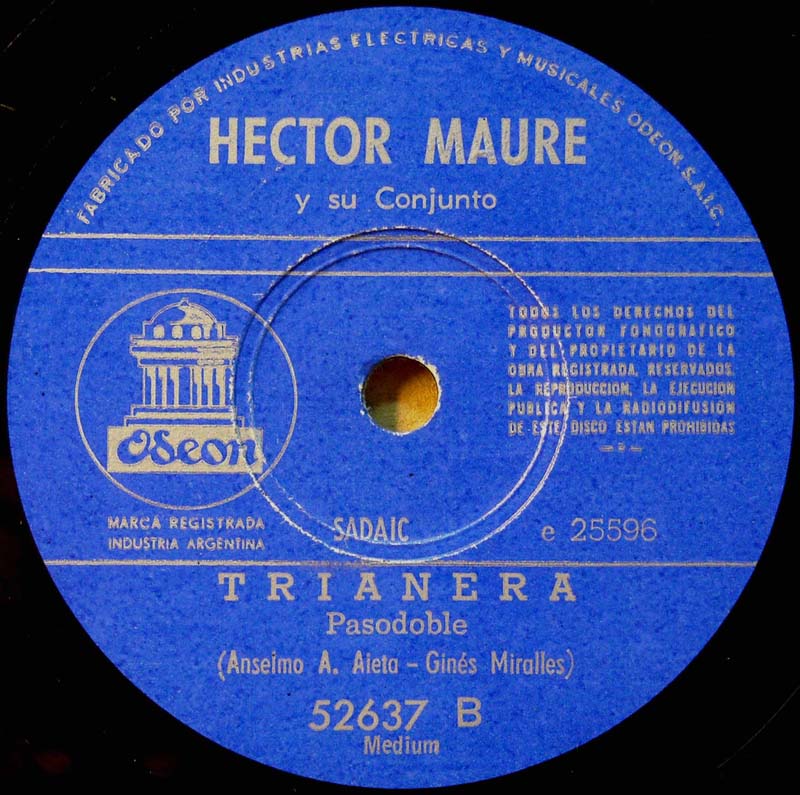 FABRICADO POR INDUSTRIAS ELECTRICAS Y MUSICALES ODEON S.A.I.C.
HECTOR MAURE
y su Conjunto
Odeon
MARCA REGISTRADA
INDUSTRIA ARGENTINA
TODOS LOS DERECHOS DEL
PRODUCTOR FONOGRAFICO
Y DEL PROPIETARIO DE LA
OBRA REGISTRADA, RESERVADOS.
LA REPRODUCCION, LA EJECUCION
PUBLICA Y LA RADIODIFUSIÓN
DE ESTE DISCO ESTAN PROHIBIDAS
SADAIC
e 25596
TRIANERA
Pasodoble
(Anselmo A. Aieta - Ginés Miralles)
52637 B
Medium